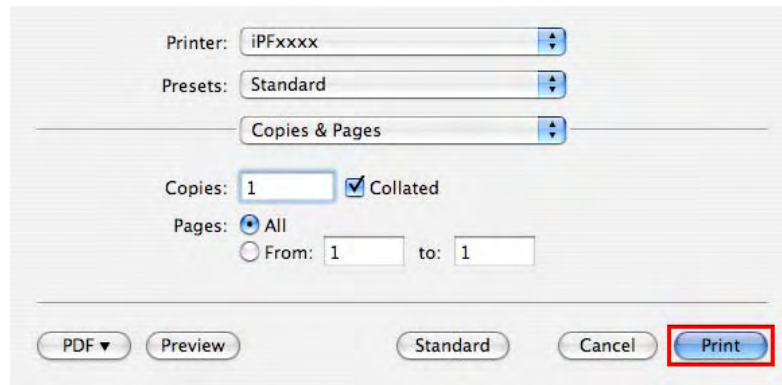 Printer: iPFxxxx
Presets: Standard
Copies & Pages
Copies: 1 Collated
Pages: All
From: 1 to: 1
PDF ▼ Preview Standard Cancel Print